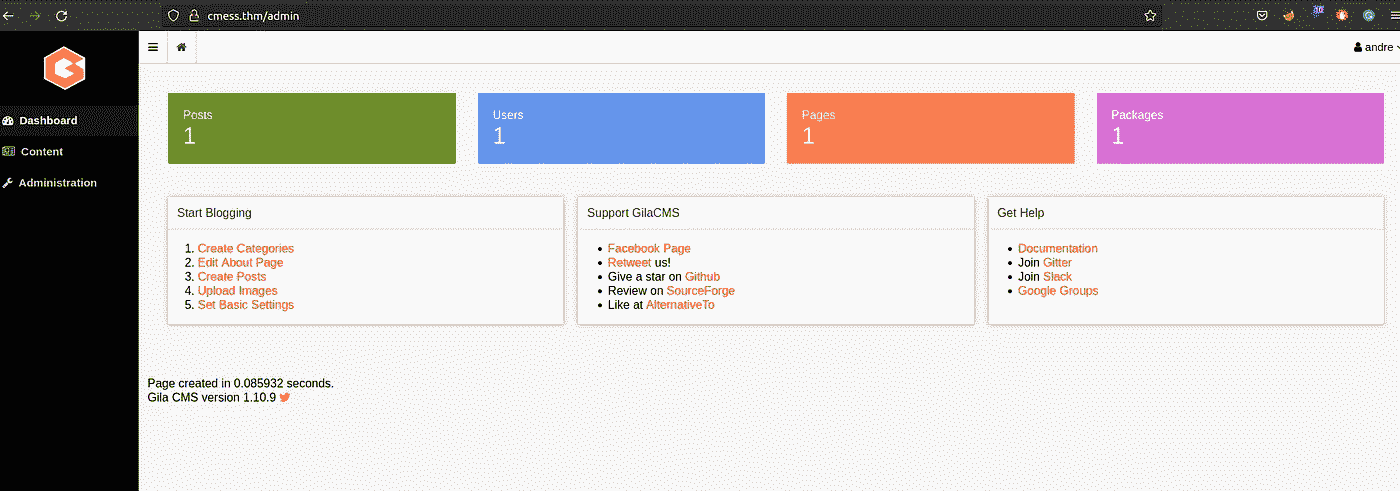 cmess.thm/admin
andre
Dashboard
Content
Administration
Posts
1
Users
1
Pages
1
Packages
1
Start Blogging
1. Create Categories
2. Edit About Page
3. Create Posts
4. Upload Images
5. Set Basic Settings
Support GilaCMS
• Facebook Page
• Retweet us!
• Give a star on Github
• Review on SourceForge
• Like at AlternativeTo
Get Help
• Documentation
• Join Gitter
• Join Slack
• Google Groups
Page created in 0.085932 seconds.
Gila CMS version 1.10.9